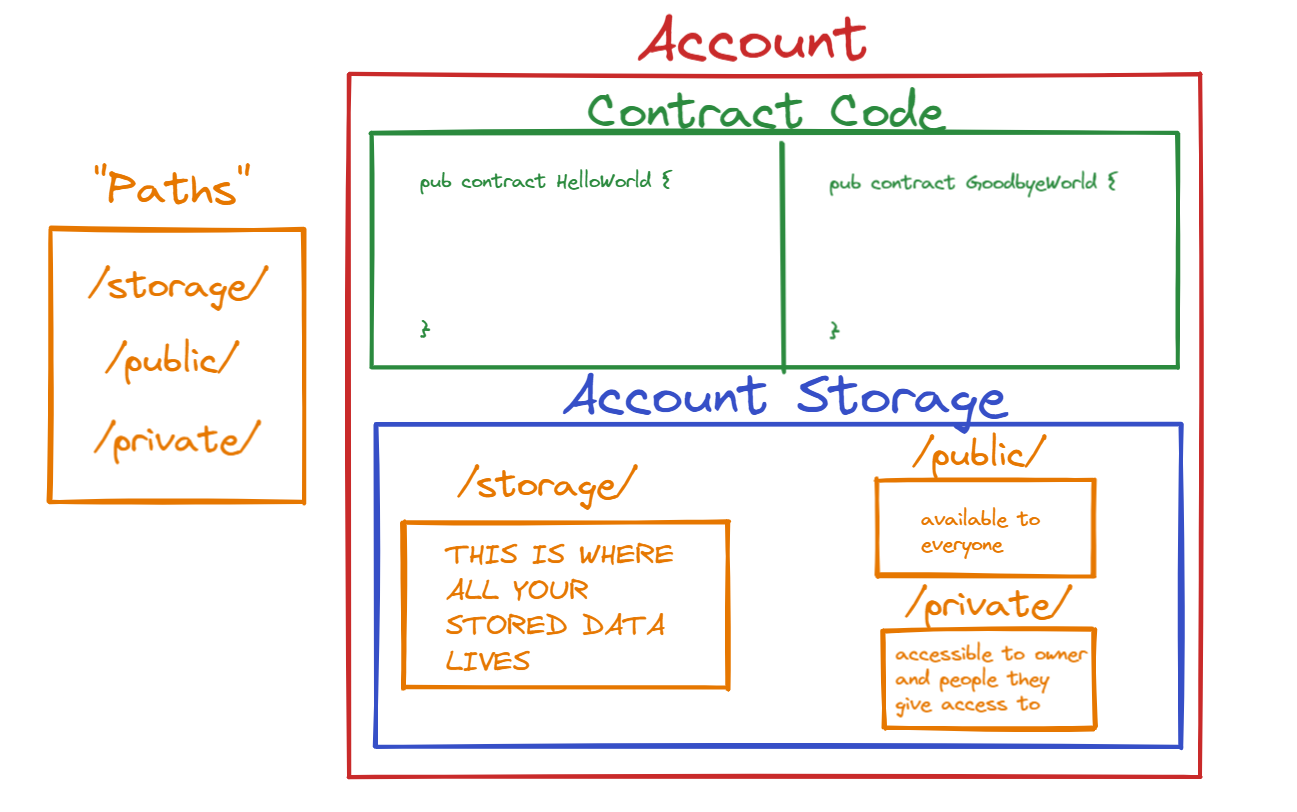 Account
Contract Code
pub contract HelloWorld {
}
pub contract GoodbyeWorld {
}
"Paths"
/storage/
/public/
/private/
Account Storage
/storage/
THIS IS WHERE
ALL YOUR
STORED DATA
LIVES
/public/
available to
everyone
/private/
accessible to owner
and people they
give access to